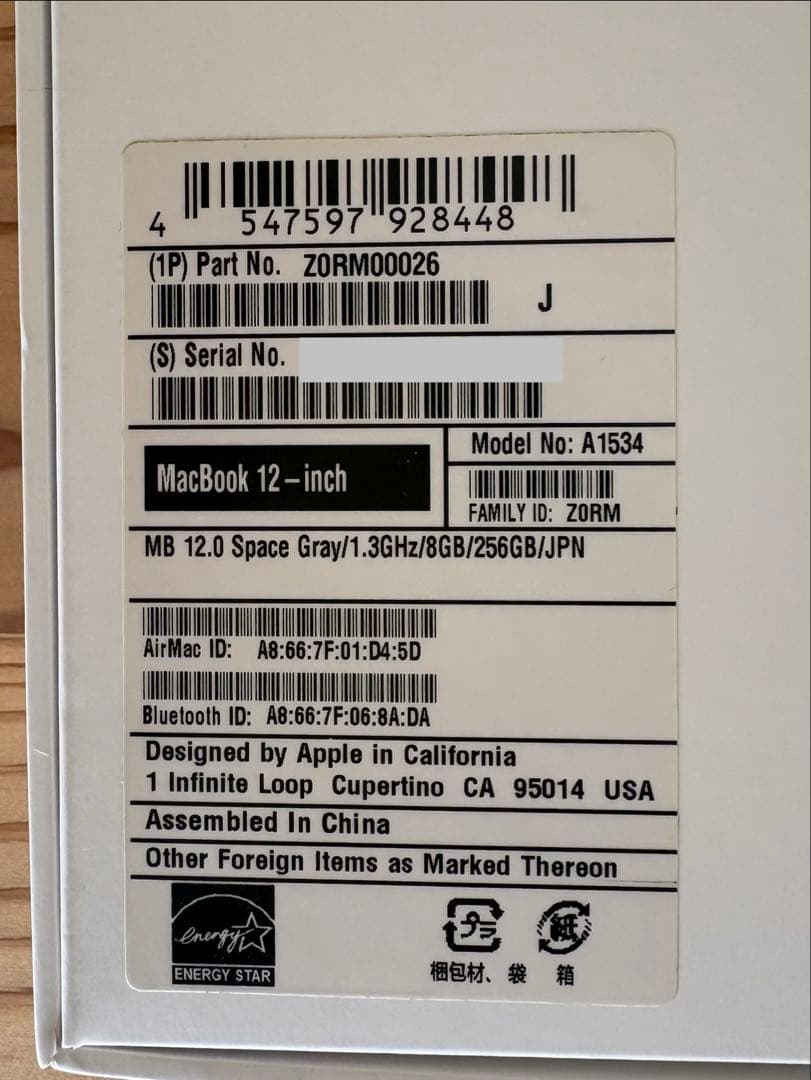 4 547597 928448
(1P) Part No. Z0RM00026
J
(S) Serial No.
MacBook 12-inch
Model No: A1534
FAMILY ID: Z0RM
MB 12.0 Space Gray/1.3GHz/8GB/256GB/JPN
AirMac ID: A8:66:7F:01:D4:5D
Bluetooth ID: A8:66:7F:06:8A:DA
Designed by Apple in California
1 Infinite Loop Cupertino CA 95014 USA
Assembled In China
Other Foreign Items as Marked Thereon
energy
ENERGY STAR
プラ 紙
梱包材、袋 箱